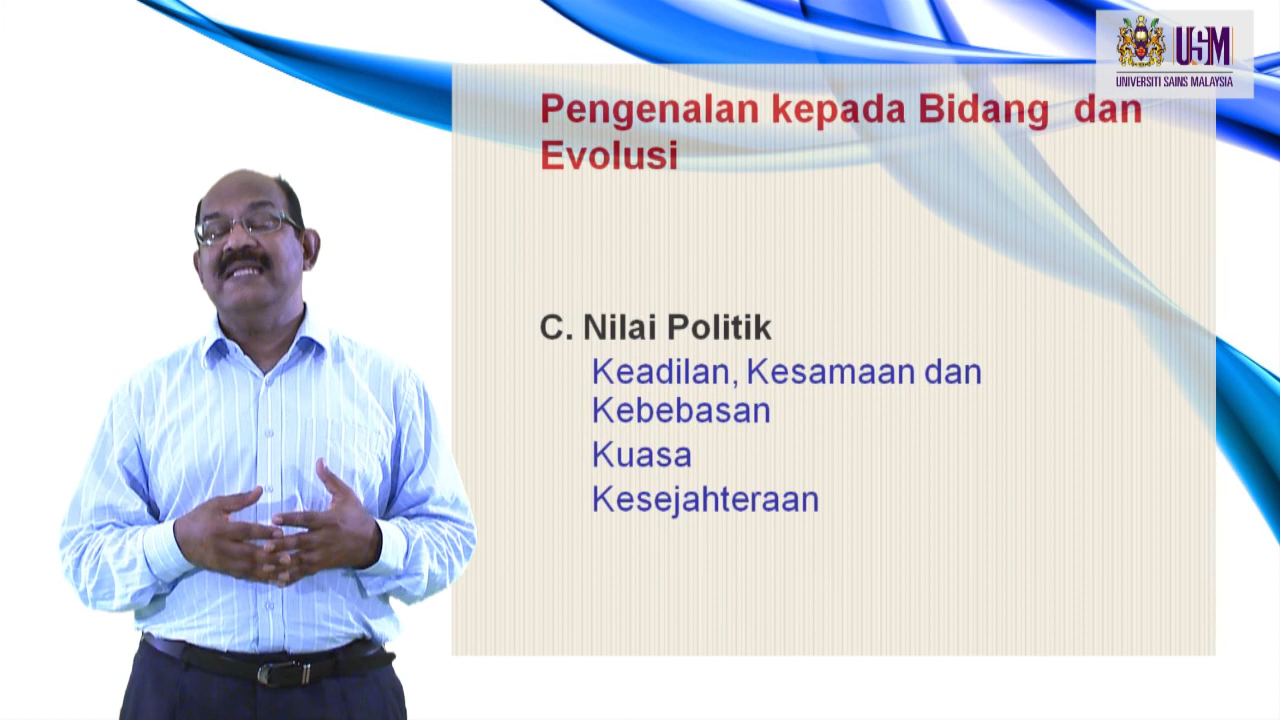 USM
UNIVERSITI SAINS MALAYSIA
Pengenalan kepada Bidang dan
Evolusi
C. Nilai Politik
Keadilan, Kesamaan dan
Kebebasan
Kuasa
Kesejahteraan